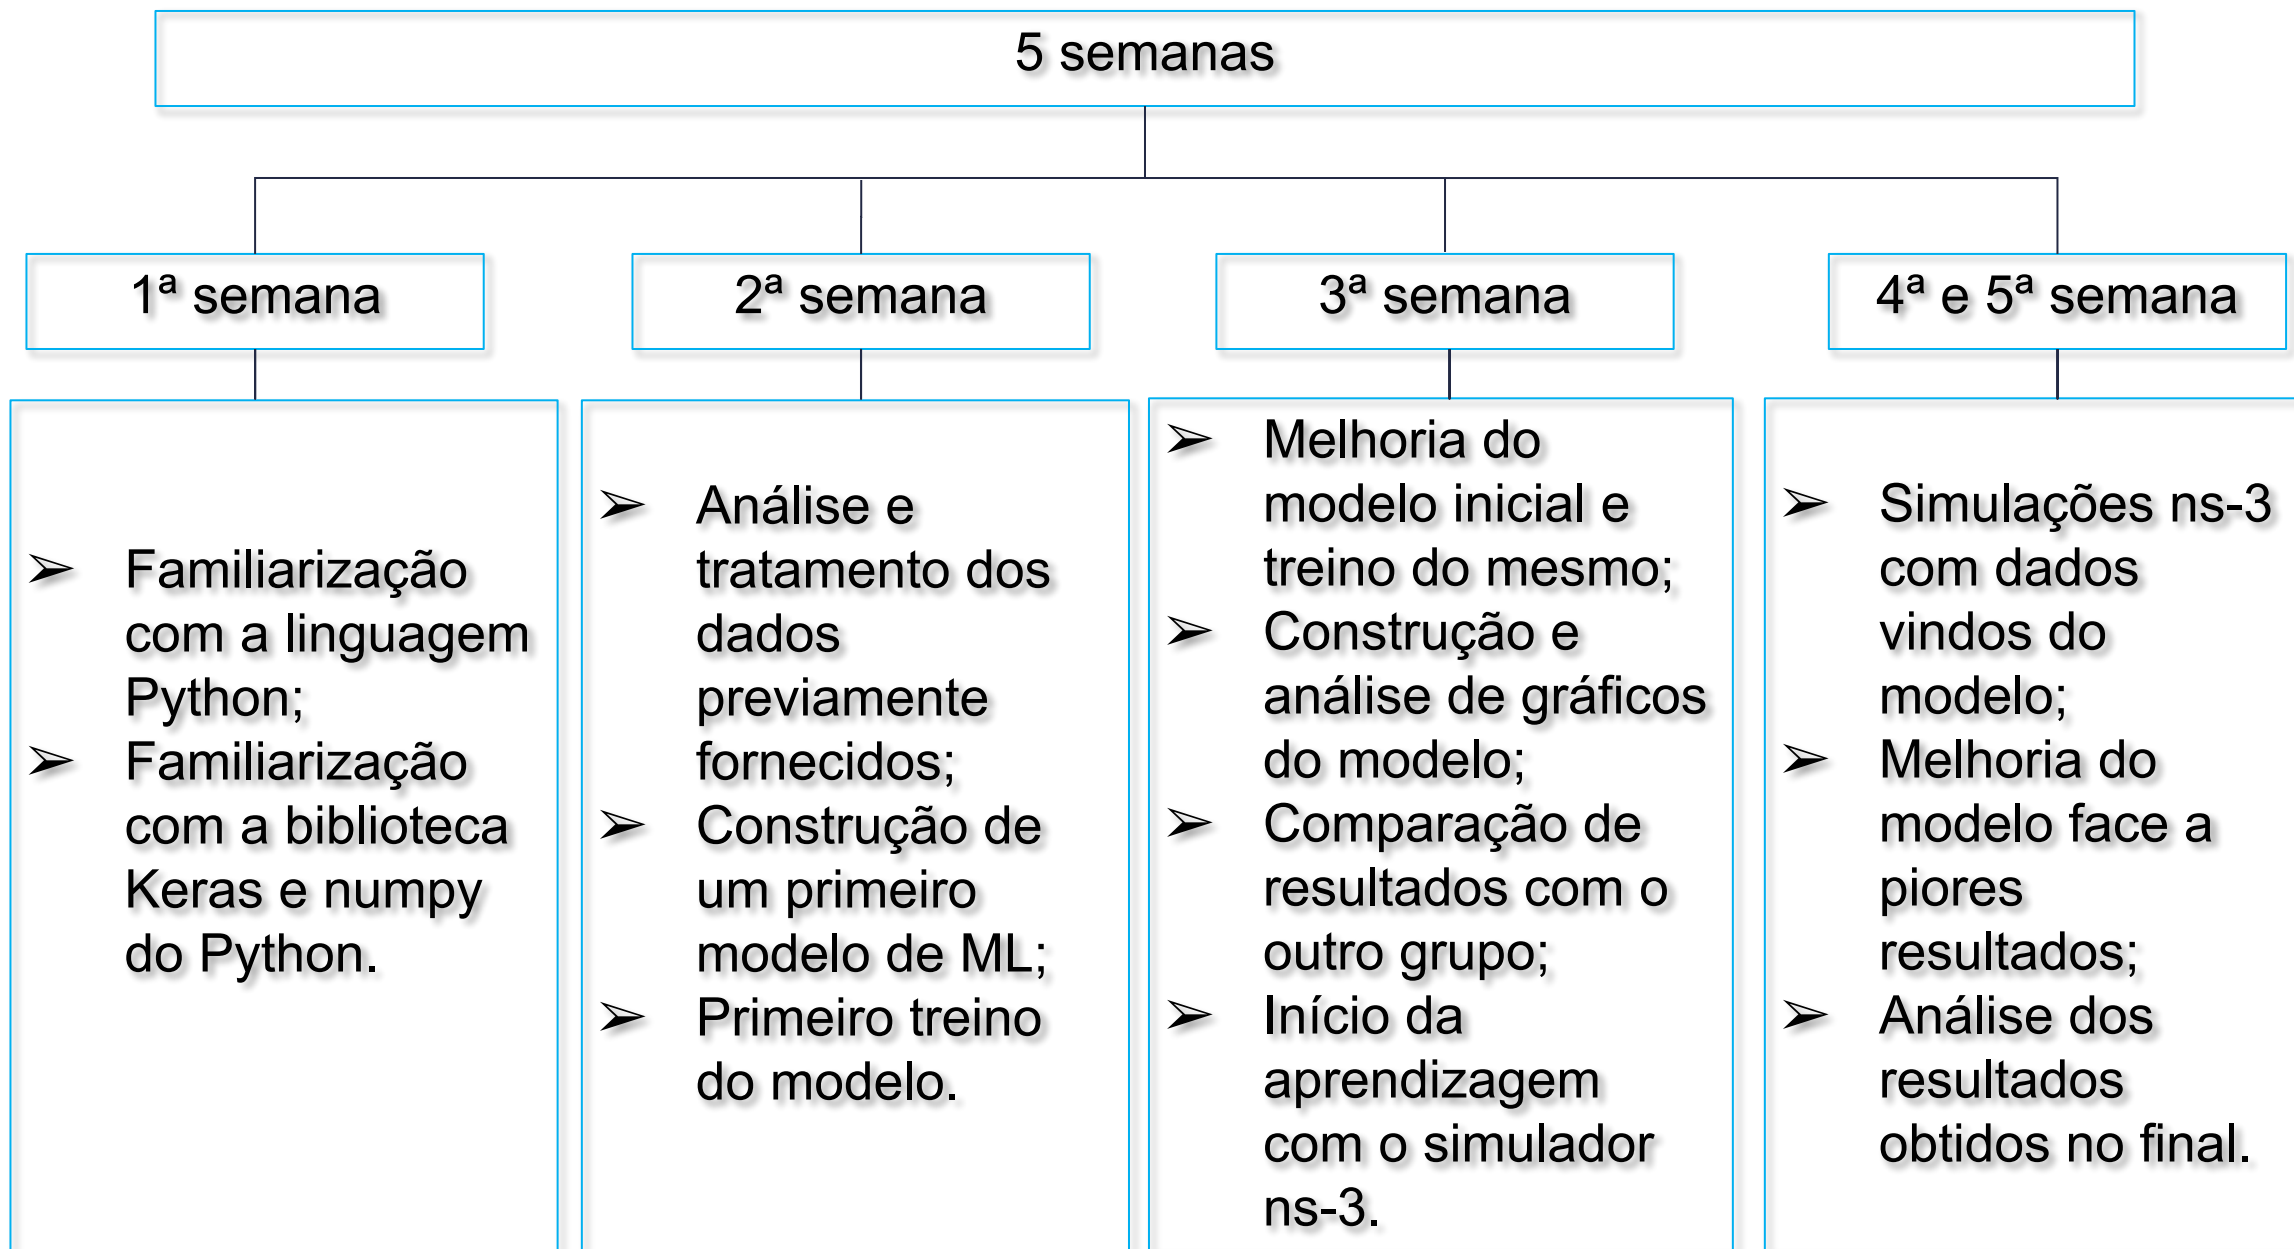 5 semanas
1ª semana
2ª semana
3ª semana
4ª e 5ª semana
➢ Familiarização
com a linguagem
Python;
➢ Familiarização
com a biblioteca
Keras e numpy
do Python.
➢ Análise e
tratamento dos
dados
previamente
fornecidos;
➢ Construção de
um primeiro
modelo de ML;
➢ Primeiro treino
do modelo.
➢ Melhoria do
modelo inicial e
treino do mesmo;
➢ Construção e
análise de gráficos
do modelo;
➢ Comparação de
resultados com o
outro grupo;
➢ Início da
aprendizagem
com o simulador
ns-3.
➢ Simulações ns-3
com dados
vindos do
modelo;
➢ Melhoria do
modelo face a
piores
resultados;
➢ Análise dos
resultados
obtidos no final.